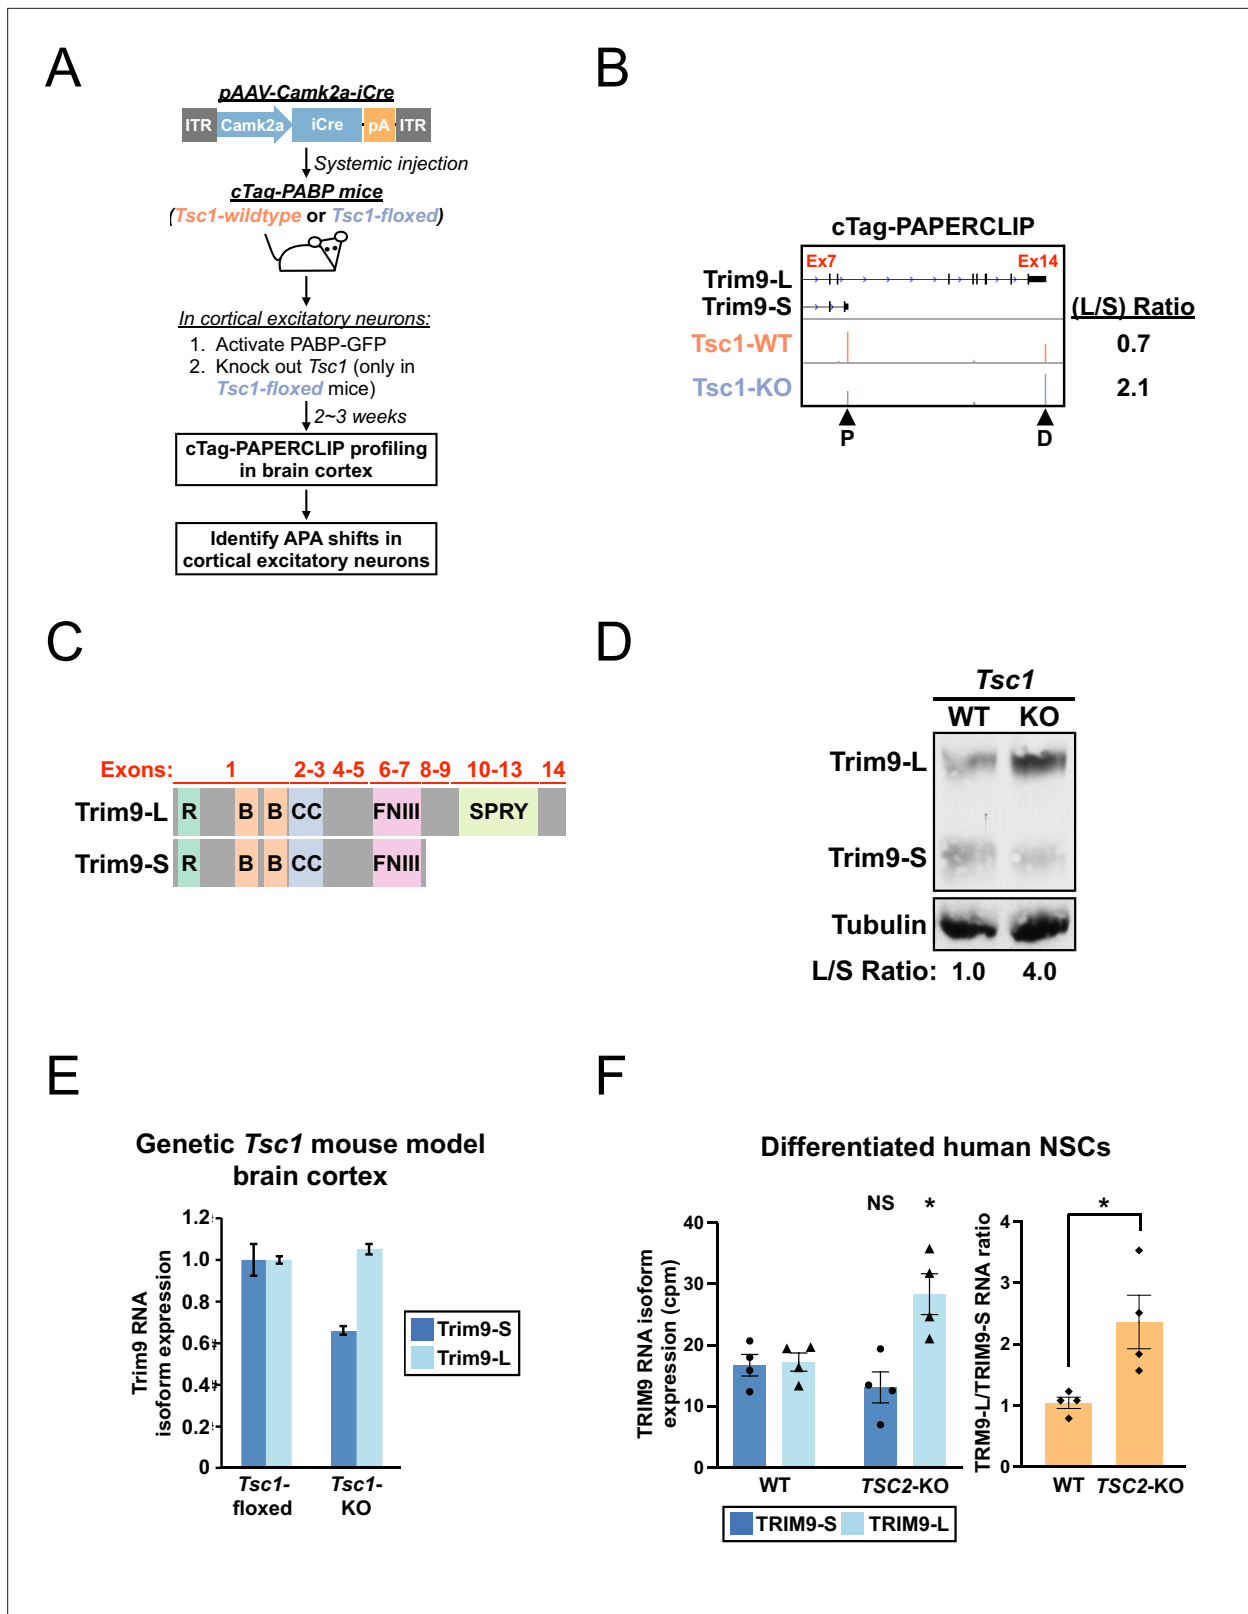 A
pAAV-Camk2a-iCre
ITR Camk2a iCre pA ITR
Systemic injection
cTag-PABP mice
(Tsc1-wildtype or Tsc1-floxed)
In cortical excitatory neurons:
1. Activate PABP-GFP
2. Knock out Tsc1 (only in
Tsc1-floxed mice)
2~3 weeks
cTag-PAPERCLIP profiling
in brain cortex
Identify APA shifts in
cortical excitatory neurons
B
cTag-PAPERCLIP
Ex7 Ex14
Trim9-L
Trim9-S
(L/S) Ratio
Tsc1-WT 0.7
Tsc1-KO 2.1
P D
C
Exons: 1 2-3 4-5 6-7 8-9 10-13 14
Trim9-L R B B CC FNIII SPRY
Trim9-S R B B CC FNIII
D
Tsc1
WT KO
Trim9-L
Trim9-S
Tubulin
L/S Ratio: 1.0 4.0
E
Genetic Tsc1 mouse model
brain cortex
Trim9 RNA
isoform expression
1.2
1.0
0.8
0.6
0.4
0.2
0
Tsc1-
floxed
Tsc1-
KO
Trim9-S
Trim9-L
F
Differentiated human NSCs
TRIM9 RNA isoform
expression (cpm)
40
30
20
10
0
NS *
WT TSC2-KO
TRIM9-S TRIM9-L
TRM9-L/TRIM9-S RNA ratio
4
3
2
1
0
*
WT TSC2-KO